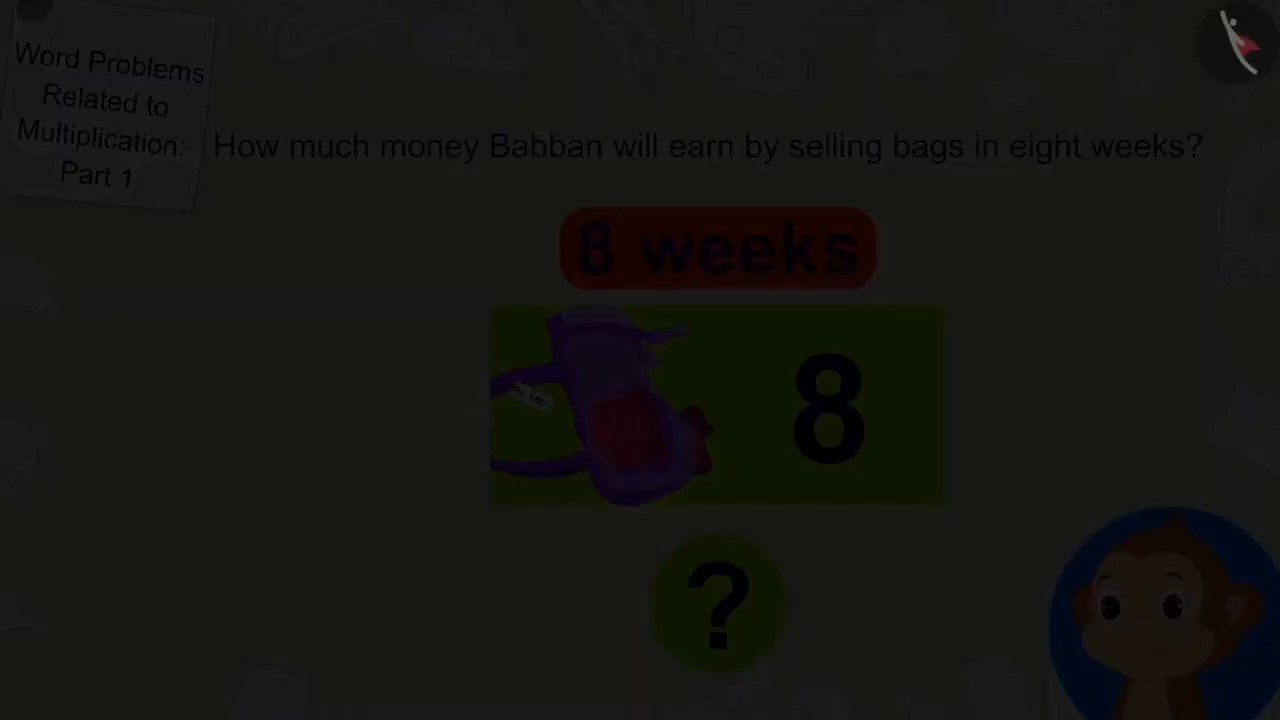 Word Problems
Related to
Multiplication:
Part 1
How much money Babban will earn by selling bags in eight weeks?
8 weeks
8
?